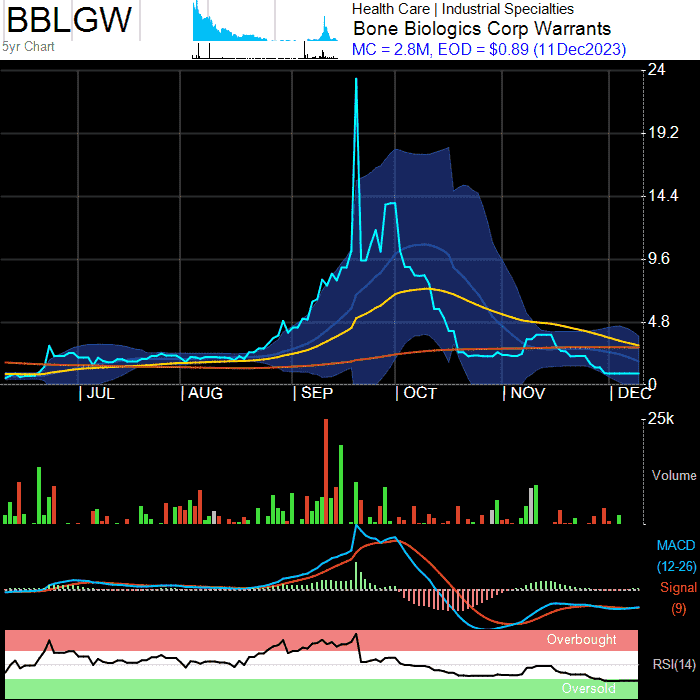 BBLGW
5yr Chart
Health Care | Industrial Specialties
Bone Biologics Corp Warrants
MC = 2.8M, EOD = $0.89 (11Dec2023)
24
19.2
14.4
9.6
4.8
0
JUL AUG SEP OCT NOV DEC
25k
Volume
MACD
(12-26)
Signal
(9)
Overbought
RSI(14)
Oversold